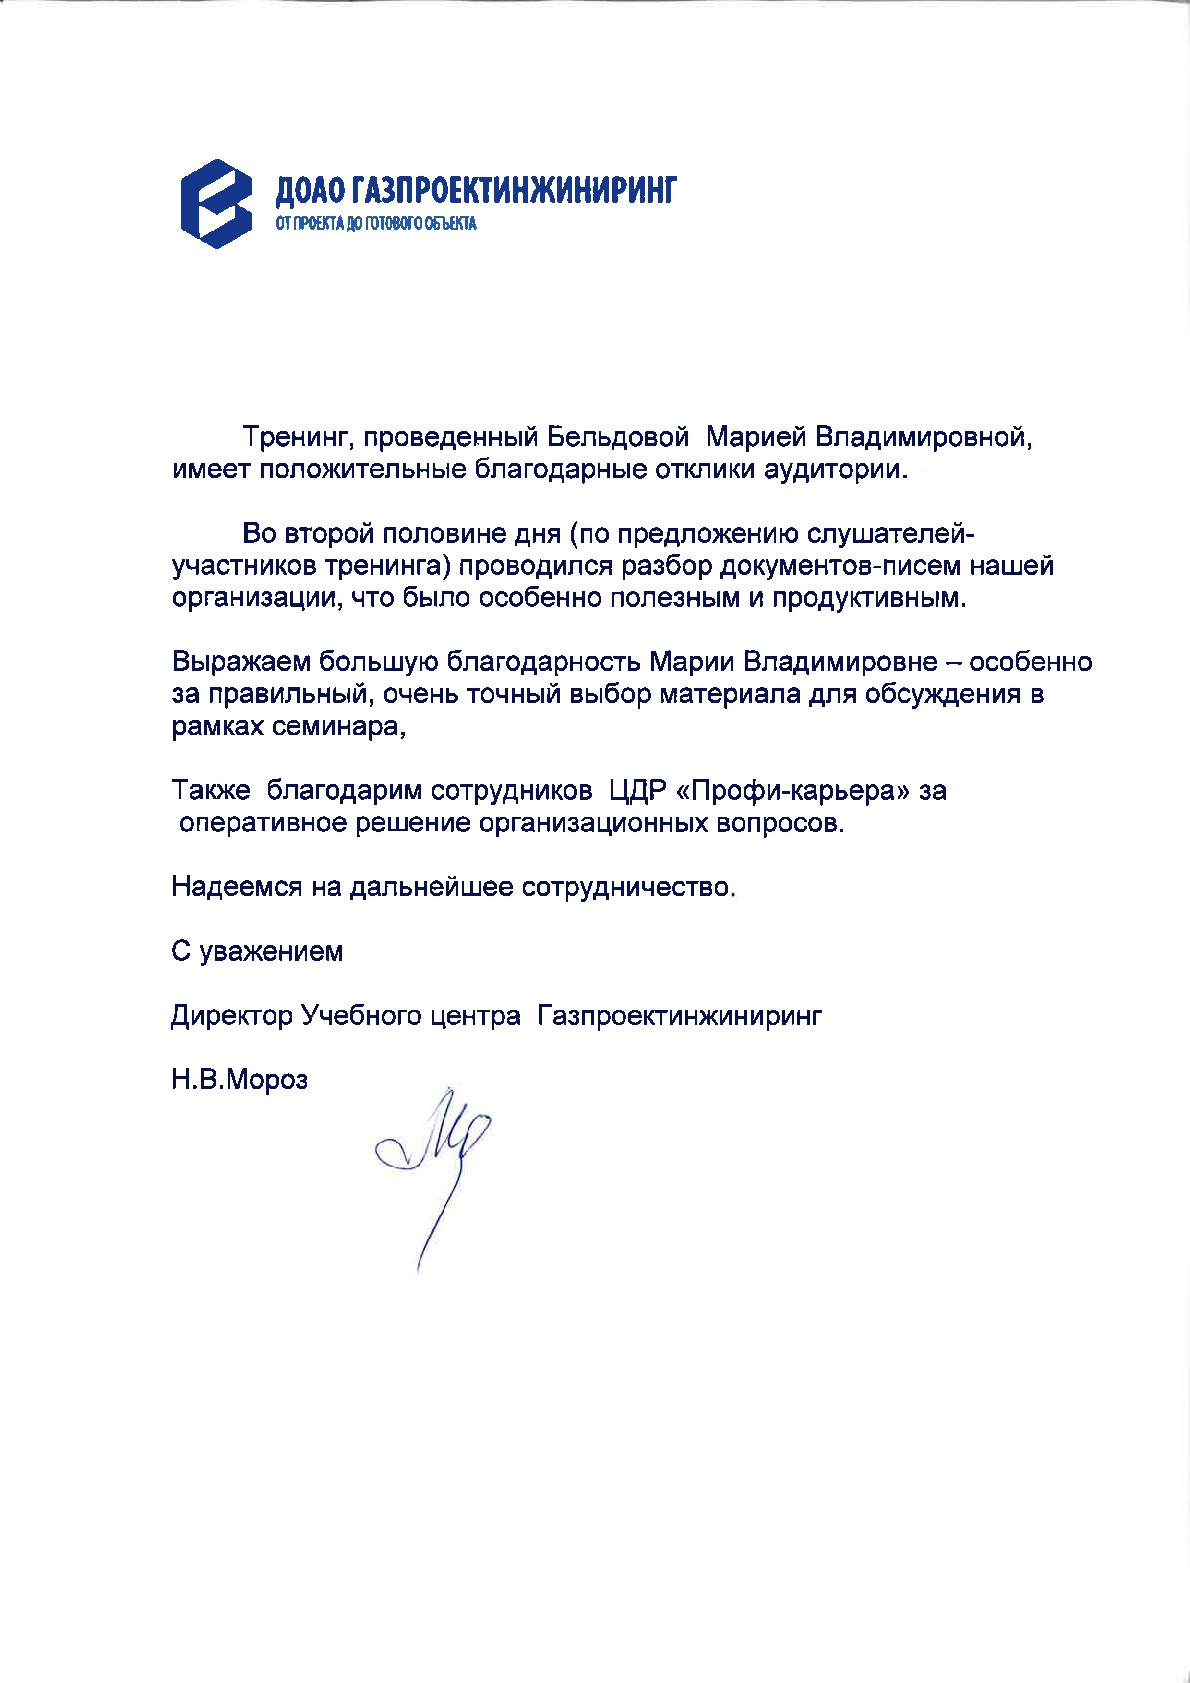 ДОАО ГАЗПРОЕКТИНЖИНИРИНГ
ОТ ПРОЕКТА ДО ГОТОВОГО ОБЪЕКТА
Тренинг, проведенный Бельдовой Марией Владимировной,
имеет положительные благодарные отклики аудитории.
Во второй половине дня (по предложению слушателей-
участников тренинга) проводился разбор документов-писем нашей
организации, что было особенно полезным и продуктивным.
Выражаем большую благодарность Марии Владимировне – особенно
за правильный, очень точный выбор материала для обсуждения в
рамках семинара,
Также благодарим сотрудников ЦДР «Профи-карьера» за
оперативное решение организационных вопросов.
Надеемся на дальнейшее сотрудничество.
С уважением
Директор Учебного центра Газпроектинжиниринг
Н.В.Мороз